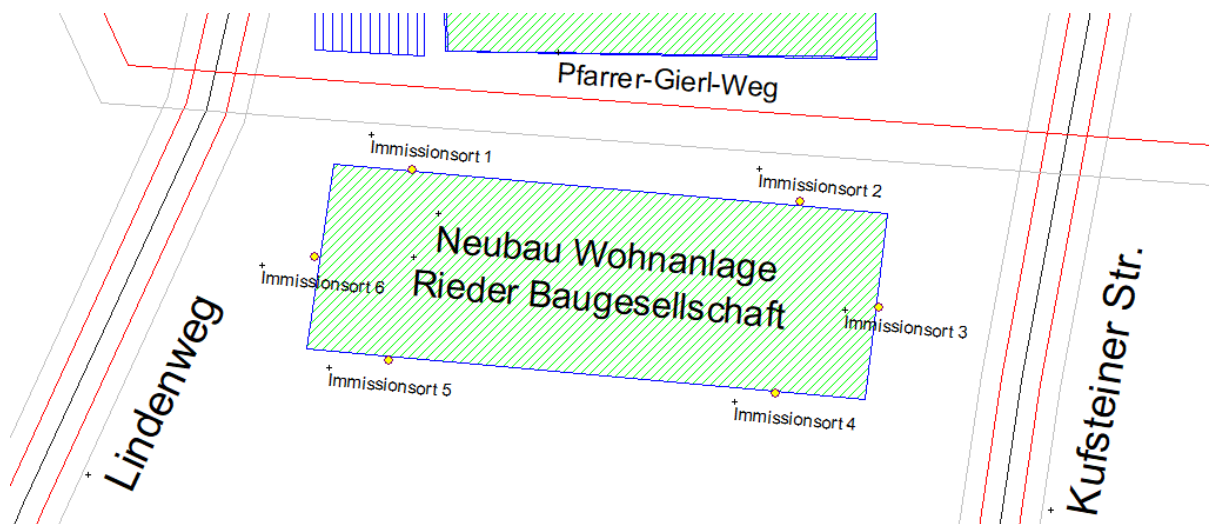 Pfarrer-Gierl-Weg
Immissionsort 1
Immissionsort 2
Neubau Wohnanlage
Rieder Baugesellschaft
Immissionsort 6
Immissionsort 3
Immissionsort 5
Immissionsort 4
Lindenweg
Kufsteiner Str.